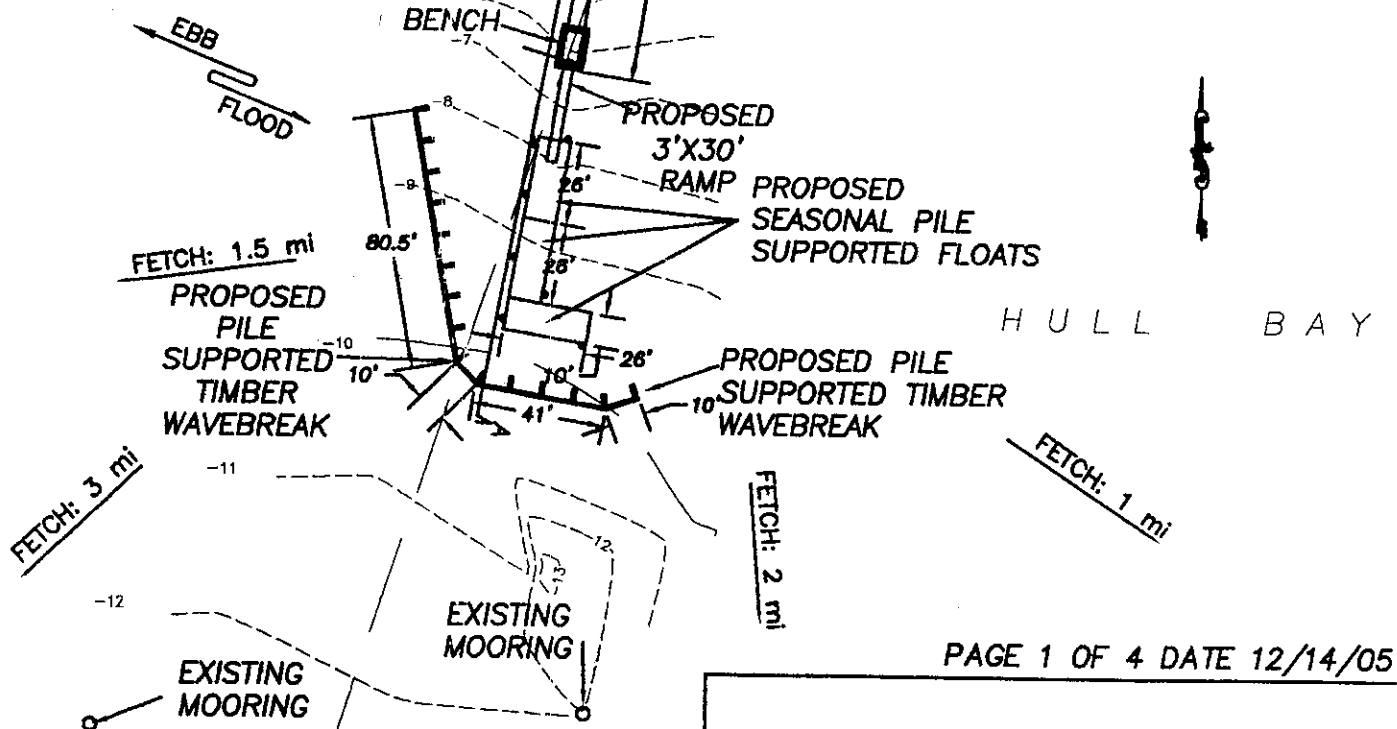 BENCH
-7
EBB
FLOOD
-8
PROPOSED
3'X30'
RAMP
PROPOSED
SEASONAL PILE
SUPPORTED FLOATS
26'
-9
80.5'
26'
FETCH: 1.5 mi
PROPOSED
PILE
SUPPORTED
TIMBER
WAVEBREAK
-10
10'
HULL BAY
26'
10'
PROPOSED PILE
SUPPORTED TIMBER
WAVEBREAK
10'
41'
A
FETCH: 3 mi
-11
FETCH: 2 mi
FETCH: 1 mi
-12
-12
-13
EXISTING
MOORING
EXISTING
MOORING
PAGE 1 OF 4 DATE 12/14/05